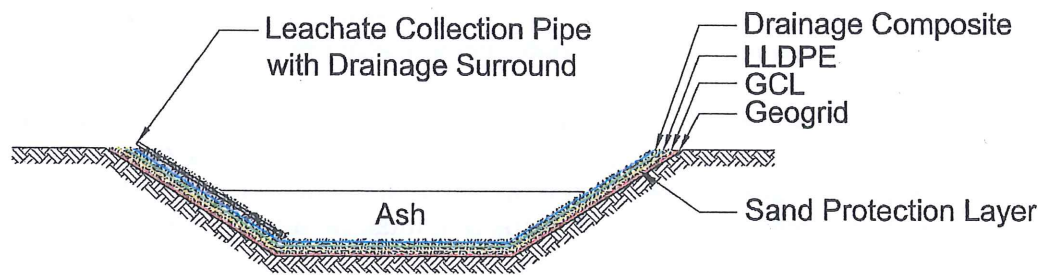 Leachate Collection Pipe
with Drainage Surround
Drainage Composite
LLDPE
GCL
Geogrid
Ash
Sand Protection Layer